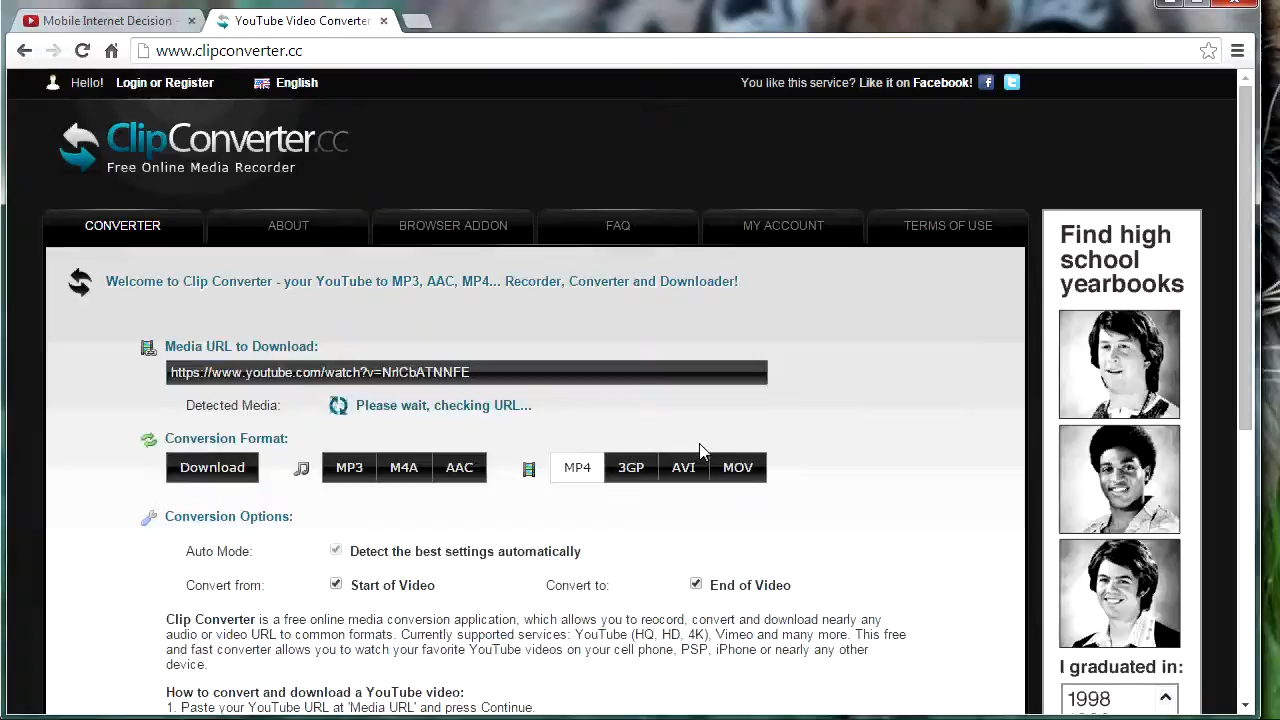 Mobile Internet Decision -
YouTube Video Converter
www.clipconverter.cc
Hello! Login or Register English
You like this service? Like it on Facebook!
ClipConverter.cc
Free Online Media Recorder
CONVERTER ABOUT BROWSER ADDON FAQ MY ACCOUNT TERMS OF USE
Welcome to Clip Converter - your YouTube to MP3, AAC, MP4... Recorder, Converter and Downloader!
Media URL to Download:
https://www.youtube.com/watch?v=NrlCbATNNFE
Detected Media: Please wait, checking URL...
Conversion Format:
Download MP3 M4A AAC MP4 3GP AVI MOV
Conversion Options:
Auto Mode: Detect the best settings automatically
Convert from: Start of Video Convert to: End of Video
Clip Converter is a free online media conversion application, which allows you to reocord, convert and download nearly any
audio or video URL to common formats. Currently supported services: YouTube (HQ, HD, 4K), Vimeo and many more. This free
and fast converter allows you to watch your favorite YouTube videos on your cell phone, PSP, iPhone or nearly any other
device.
How to convert and download a YouTube video:
1. Paste your YouTube URL at 'Media URL' and press Continue.
Find high
school
yearbooks
I graduated in:
1998